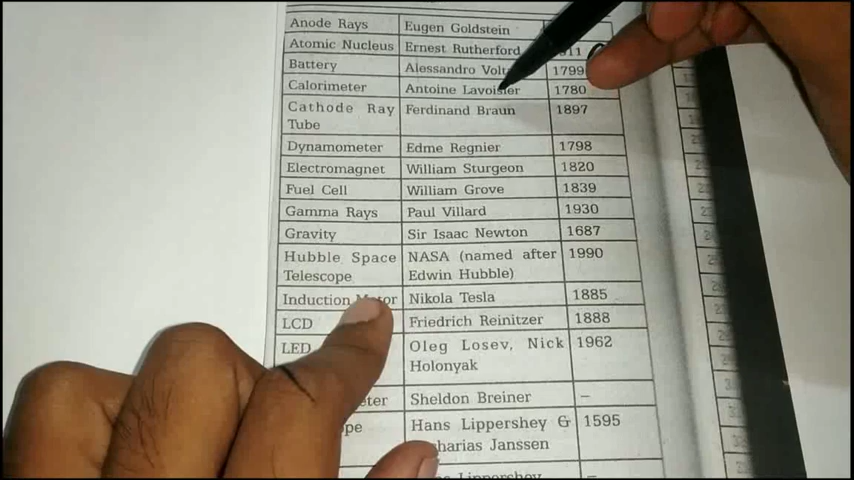 Anode Rays Eugen Goldstein
Atomic Nucleus Ernest Rutherford
Battery Alessandro 1799
Calorimeter Antoine Lavoisier 1780
Cathode Ray Ferdinand Braun 1897
Tube
Dynamometer Edme Regnier 1798
Electromagnet William Sturgeon 1820
Fuel Cell William Grove 1839
Gamma Rays Paul Villard 1930
Gravity Sir Isaac Newton 1687
Hubble Space NASA (named after 1990
Telescope Edwin Hubble)
Induction Motor Nikola Tesla 1885
LCD Friedrich Reinitzer 1888
LED Oleg Losev, Nick 1962
Holonyak
Sheldon Breiner –
Hans Lippershey & 1595
Janssen
Lippershey –